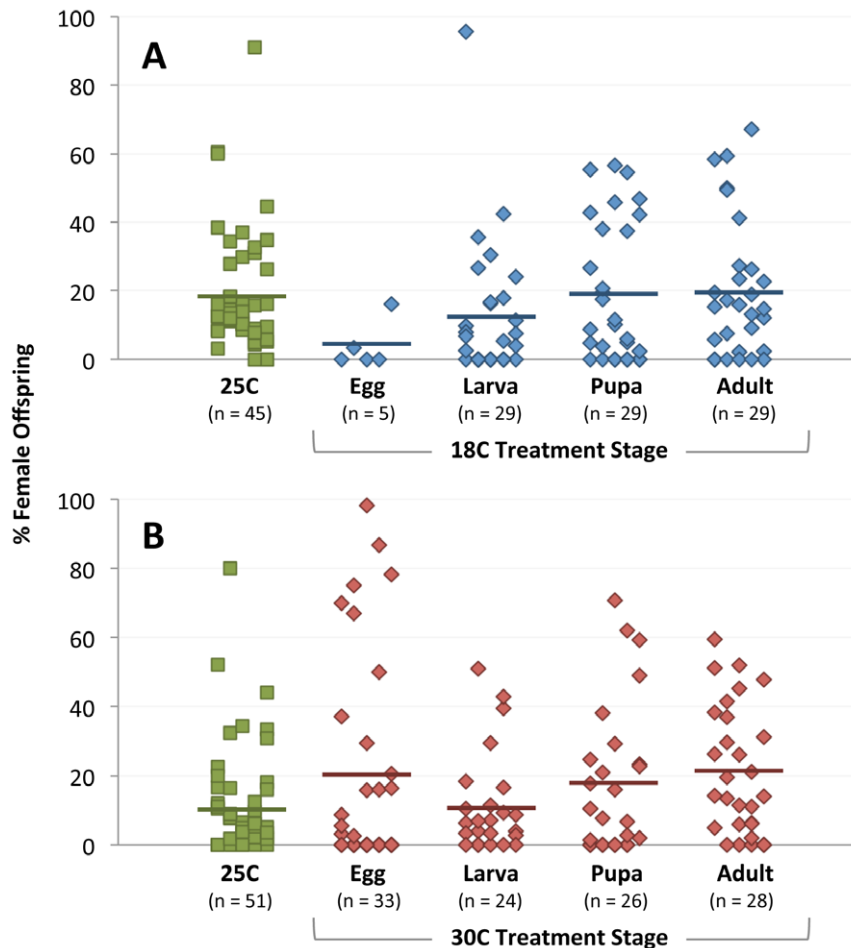 % Female Offspring
A
100
80
60
40
20
0
25C Egg Larva Pupa Adult
(n = 45) (n = 5) (n = 29) (n = 29) (n = 29)
18C Treatment Stage
B
100
80
60
40
20
0
25C Egg Larva Pupa Adult
(n = 51) (n = 33) (n = 24) (n = 26) (n = 28)
30C Treatment Stage